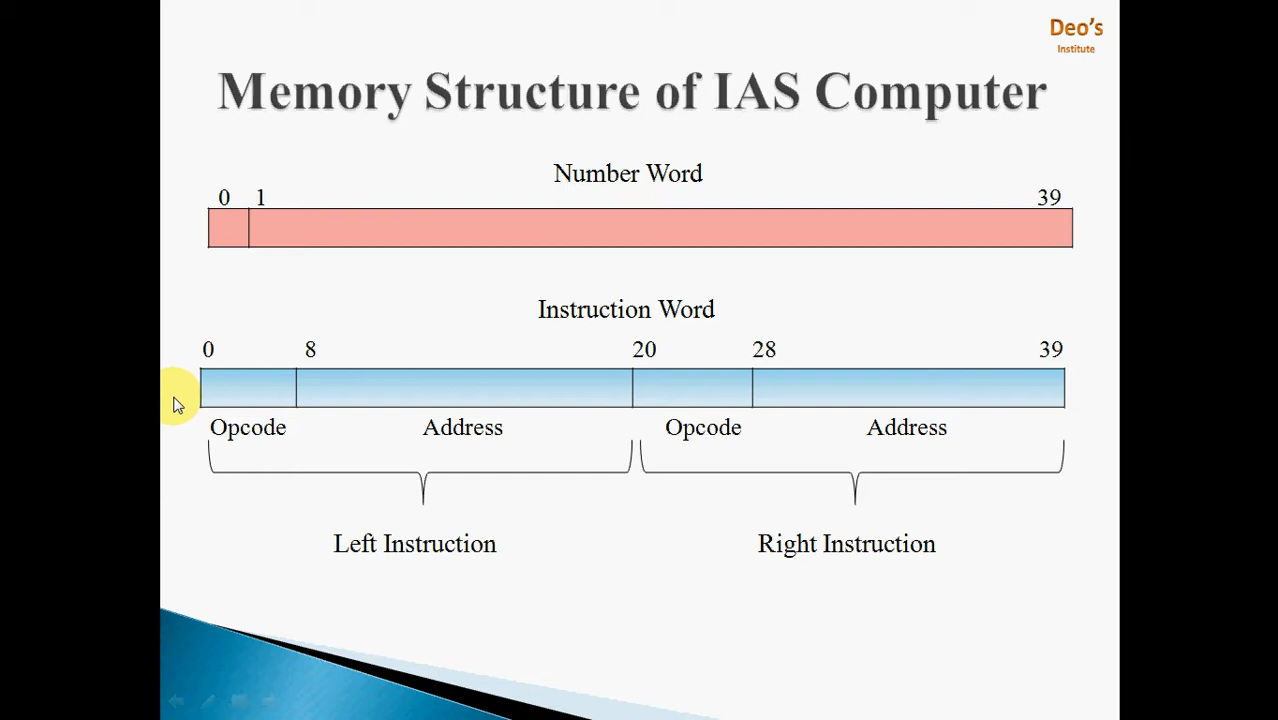 Deo's
Institute
Memory Structure of IAS Computer
Number Word
0 1 39
Instruction Word
0 8 20 28 39
Opcode Address Opcode Address
Left Instruction Right Instruction